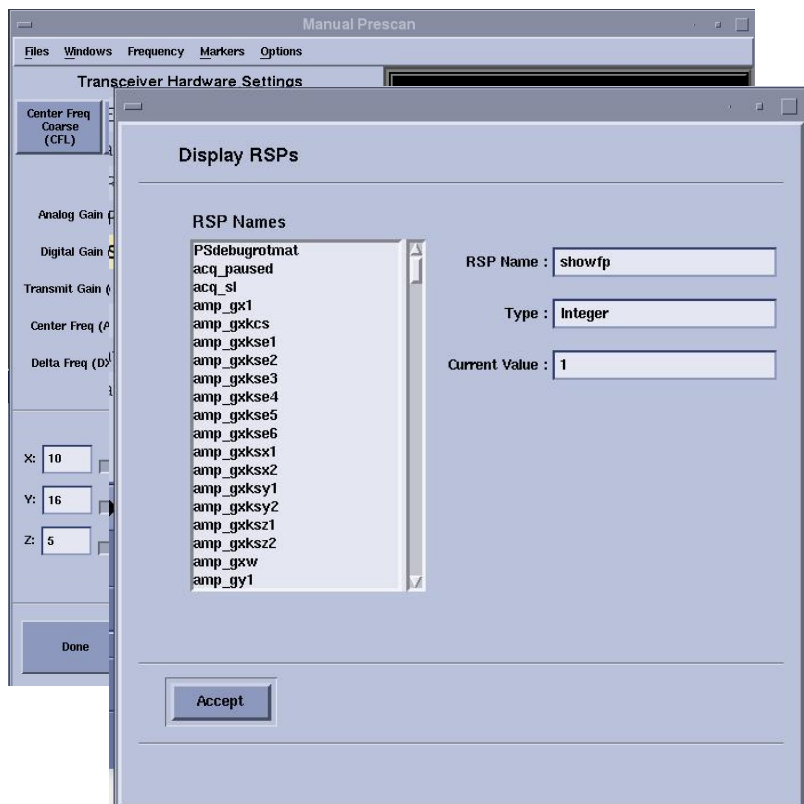 Manual Prescan
Files Windows Frequency Markers Options
Transceiver Hardware Settings
Center Freq
Coarse
(CFL)
Analog Gain
Digital Gain
Transmit Gain
Center Freq
Delta Freq
X: 10
Y: 16
Z: 5
Done
Display RSPs
RSP Names
PSdebugrotmat
acq_paused
acq_sl
amp_gx1
amp_gxkcs
amp_gxkse1
amp_gxkse2
amp_gxkse3
amp_gxkse4
amp_gxkse5
amp_gxkse6
amp_gxksx1
amp_gxksx2
amp_gxksy1
amp_gxksy2
amp_gxksz1
amp_gxksz2
amp_gxw
amp_gy1
RSP Name : showfp
Type : Integer
Current Value : 1
Accept